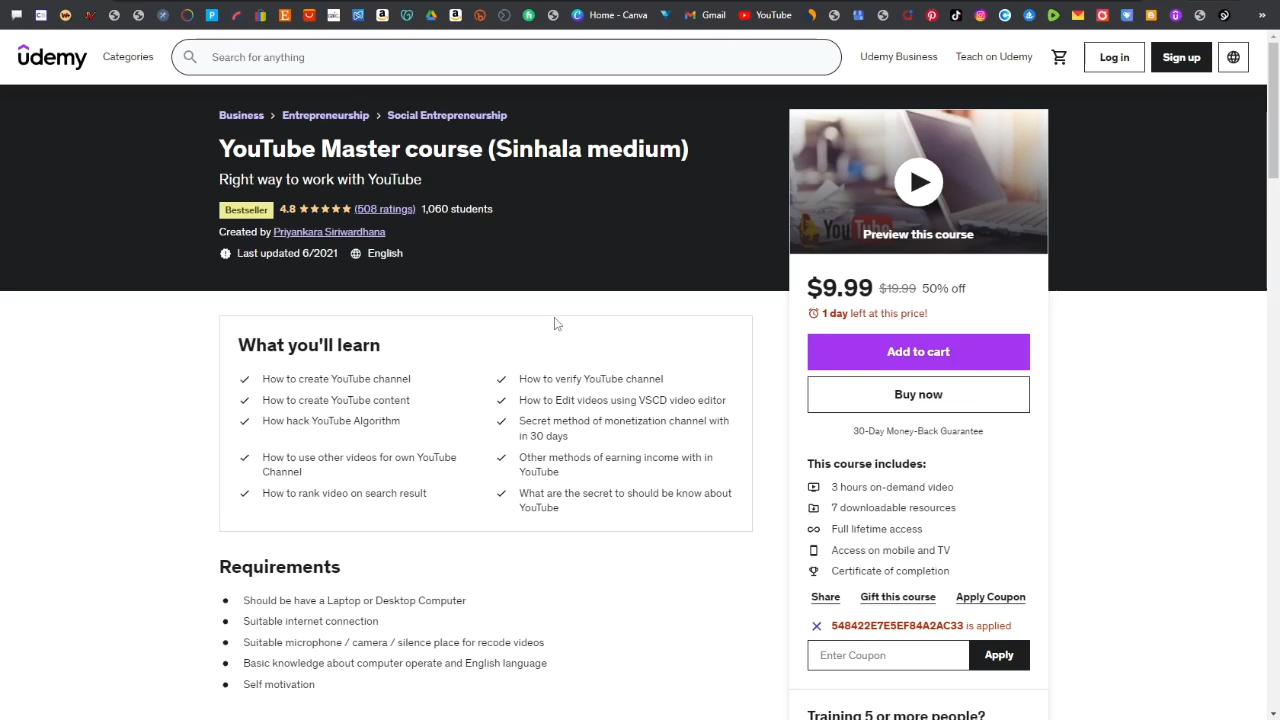 Home - Canva
Gmail
YouTube
»
ûdemy
Categories
Search for anything
Udemy Business
Teach on Udemy
Log in
Sign up
Business > Entrepreneurship > Social Entrepreneurship
YouTube Master course (Sinhala medium)
Right way to work with YouTube
Bestseller 4.8 (508 ratings) 1,060 students
Created by Priyankara Siriwardhana
Last updated 6/2021 English
YouTube
Preview this course
$9.99 $19.99 50% off
1 day left at this price!
Add to cart
Buy now
30-Day Money-Back Guarantee
This course includes:
3 hours on-demand video
7 downloadable resources
Full lifetime access
Access on mobile and TV
Certificate of completion
Share Gift this course Apply Coupon
548422E7E5EF84A2AC33 is applied
Enter Coupon Apply
Training 5 or more people?
What you'll learn
How to create YouTube channel
How to create YouTube content
How hack YouTube Algorithm
How to use other videos for own YouTube
Channel
How to rank video on search result
How to verify YouTube channel
How to Edit videos using VSCD video editor
Secret method of monetization channel with
in 30 days
Other methods of earning income with in
YouTube
What are the secret to should be know about
YouTube
Requirements
Should be have a Laptop or Desktop Computer
Suitable internet connection
Suitable microphone / camera / silence place for recode videos
Basic knowledge about computer operate and English language
Self motivation